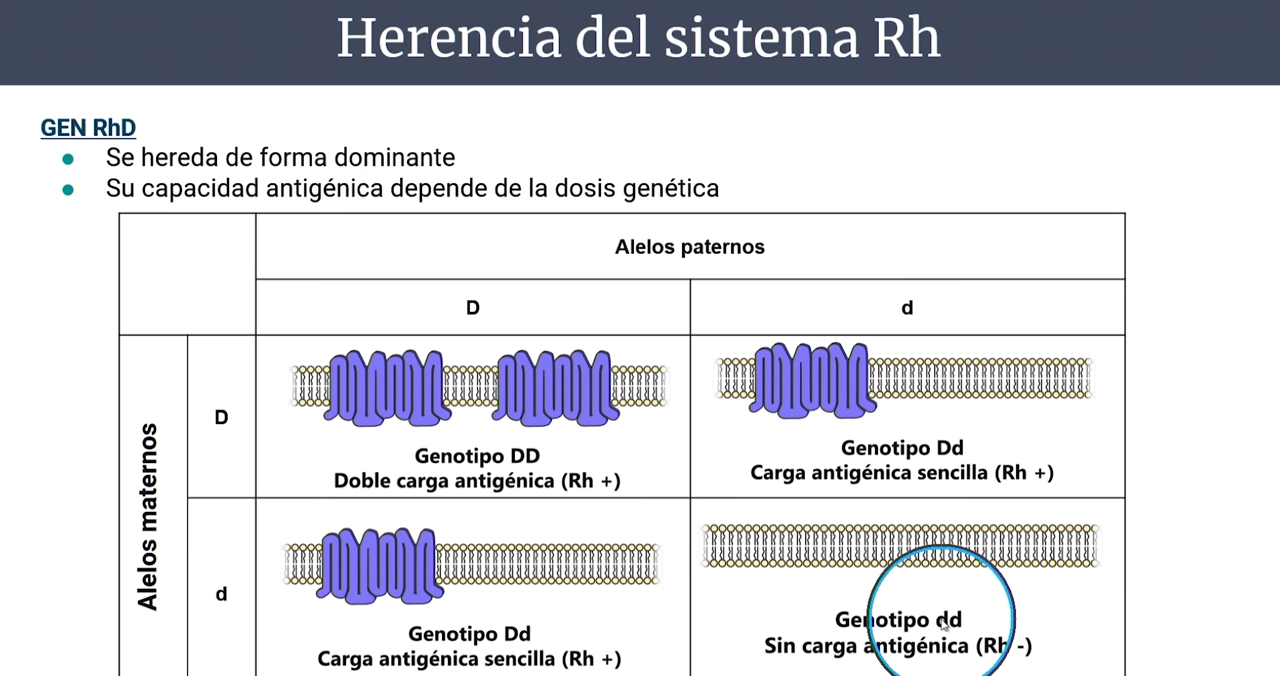 Herencia del sistema Rh
GEN RhD
Se hereda de forma dominante
Su capacidad antigénica depende de la dosis genética
Alelos paternos
D
d
Alelos maternos
D
Genotipo DD
Doble carga antigénica (Rh +)
Genotipo Dd
Carga antigénica sencilla (Rh +)
d
Genotipo Dd
Carga antigénica sencilla (Rh +)
Genotipo dd
Sin carga antigénica (Rh -)